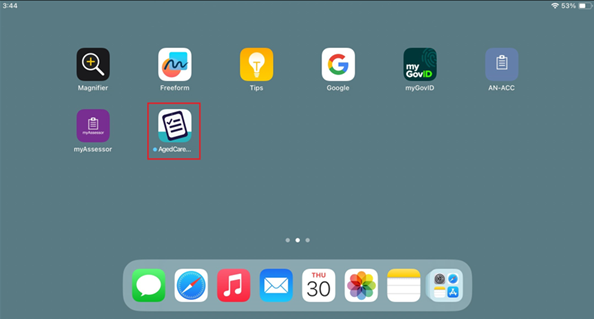 3:44
53%
Magnifier
Freeform
Tips
Google
my
GovID
myGovID
AN-ACC
myAssessor
myAssessor
AgedCare...
THU
30